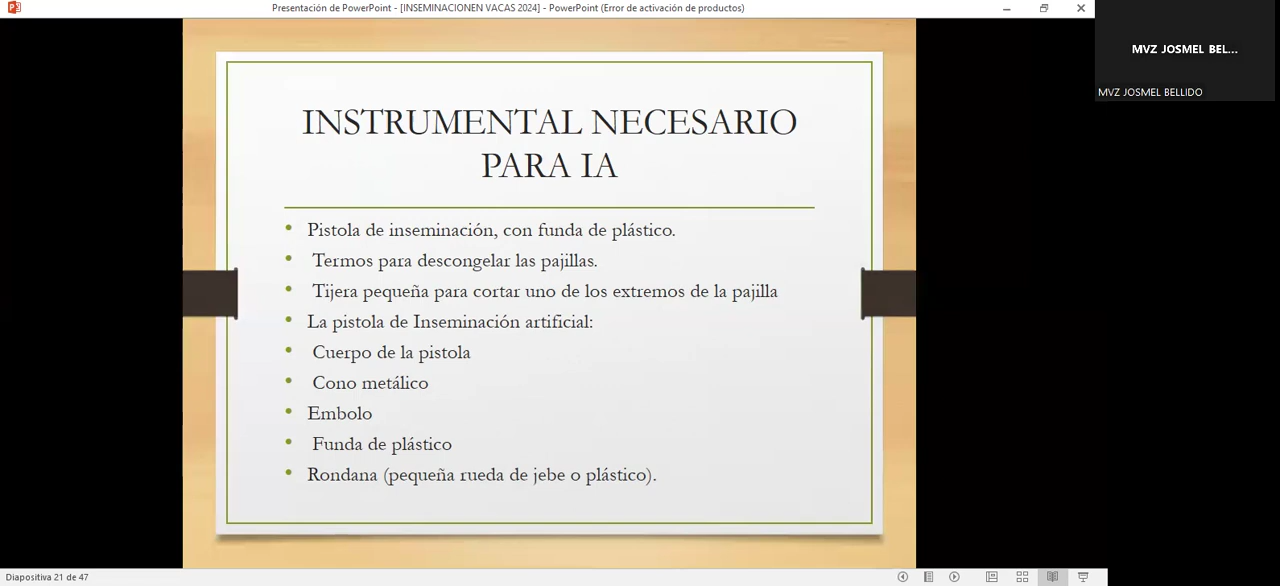 Presentación de PowerPoint - [INSEMINACIONEN VACAS 2024] - PowerPoint (Error de activación de productos)
MVZ JOSMEL BEL...
MVZ JOSMEL BELLIDO
INSTRUMENTAL NECESARIO
PARA IA
• Pistola de inseminación, con funda de plástico.
• Termos para descongelar las pajillas.
• Tijera pequeña para cortar uno de los extremos de la pajilla
• La pistola de Inseminación artificial:
• Cuerpo de la pistola
• Cono metálico
• Embolo
• Funda de plástico
• Rondana (pequeña rueda de jebe o plástico).
Diapositiva 21 de 47